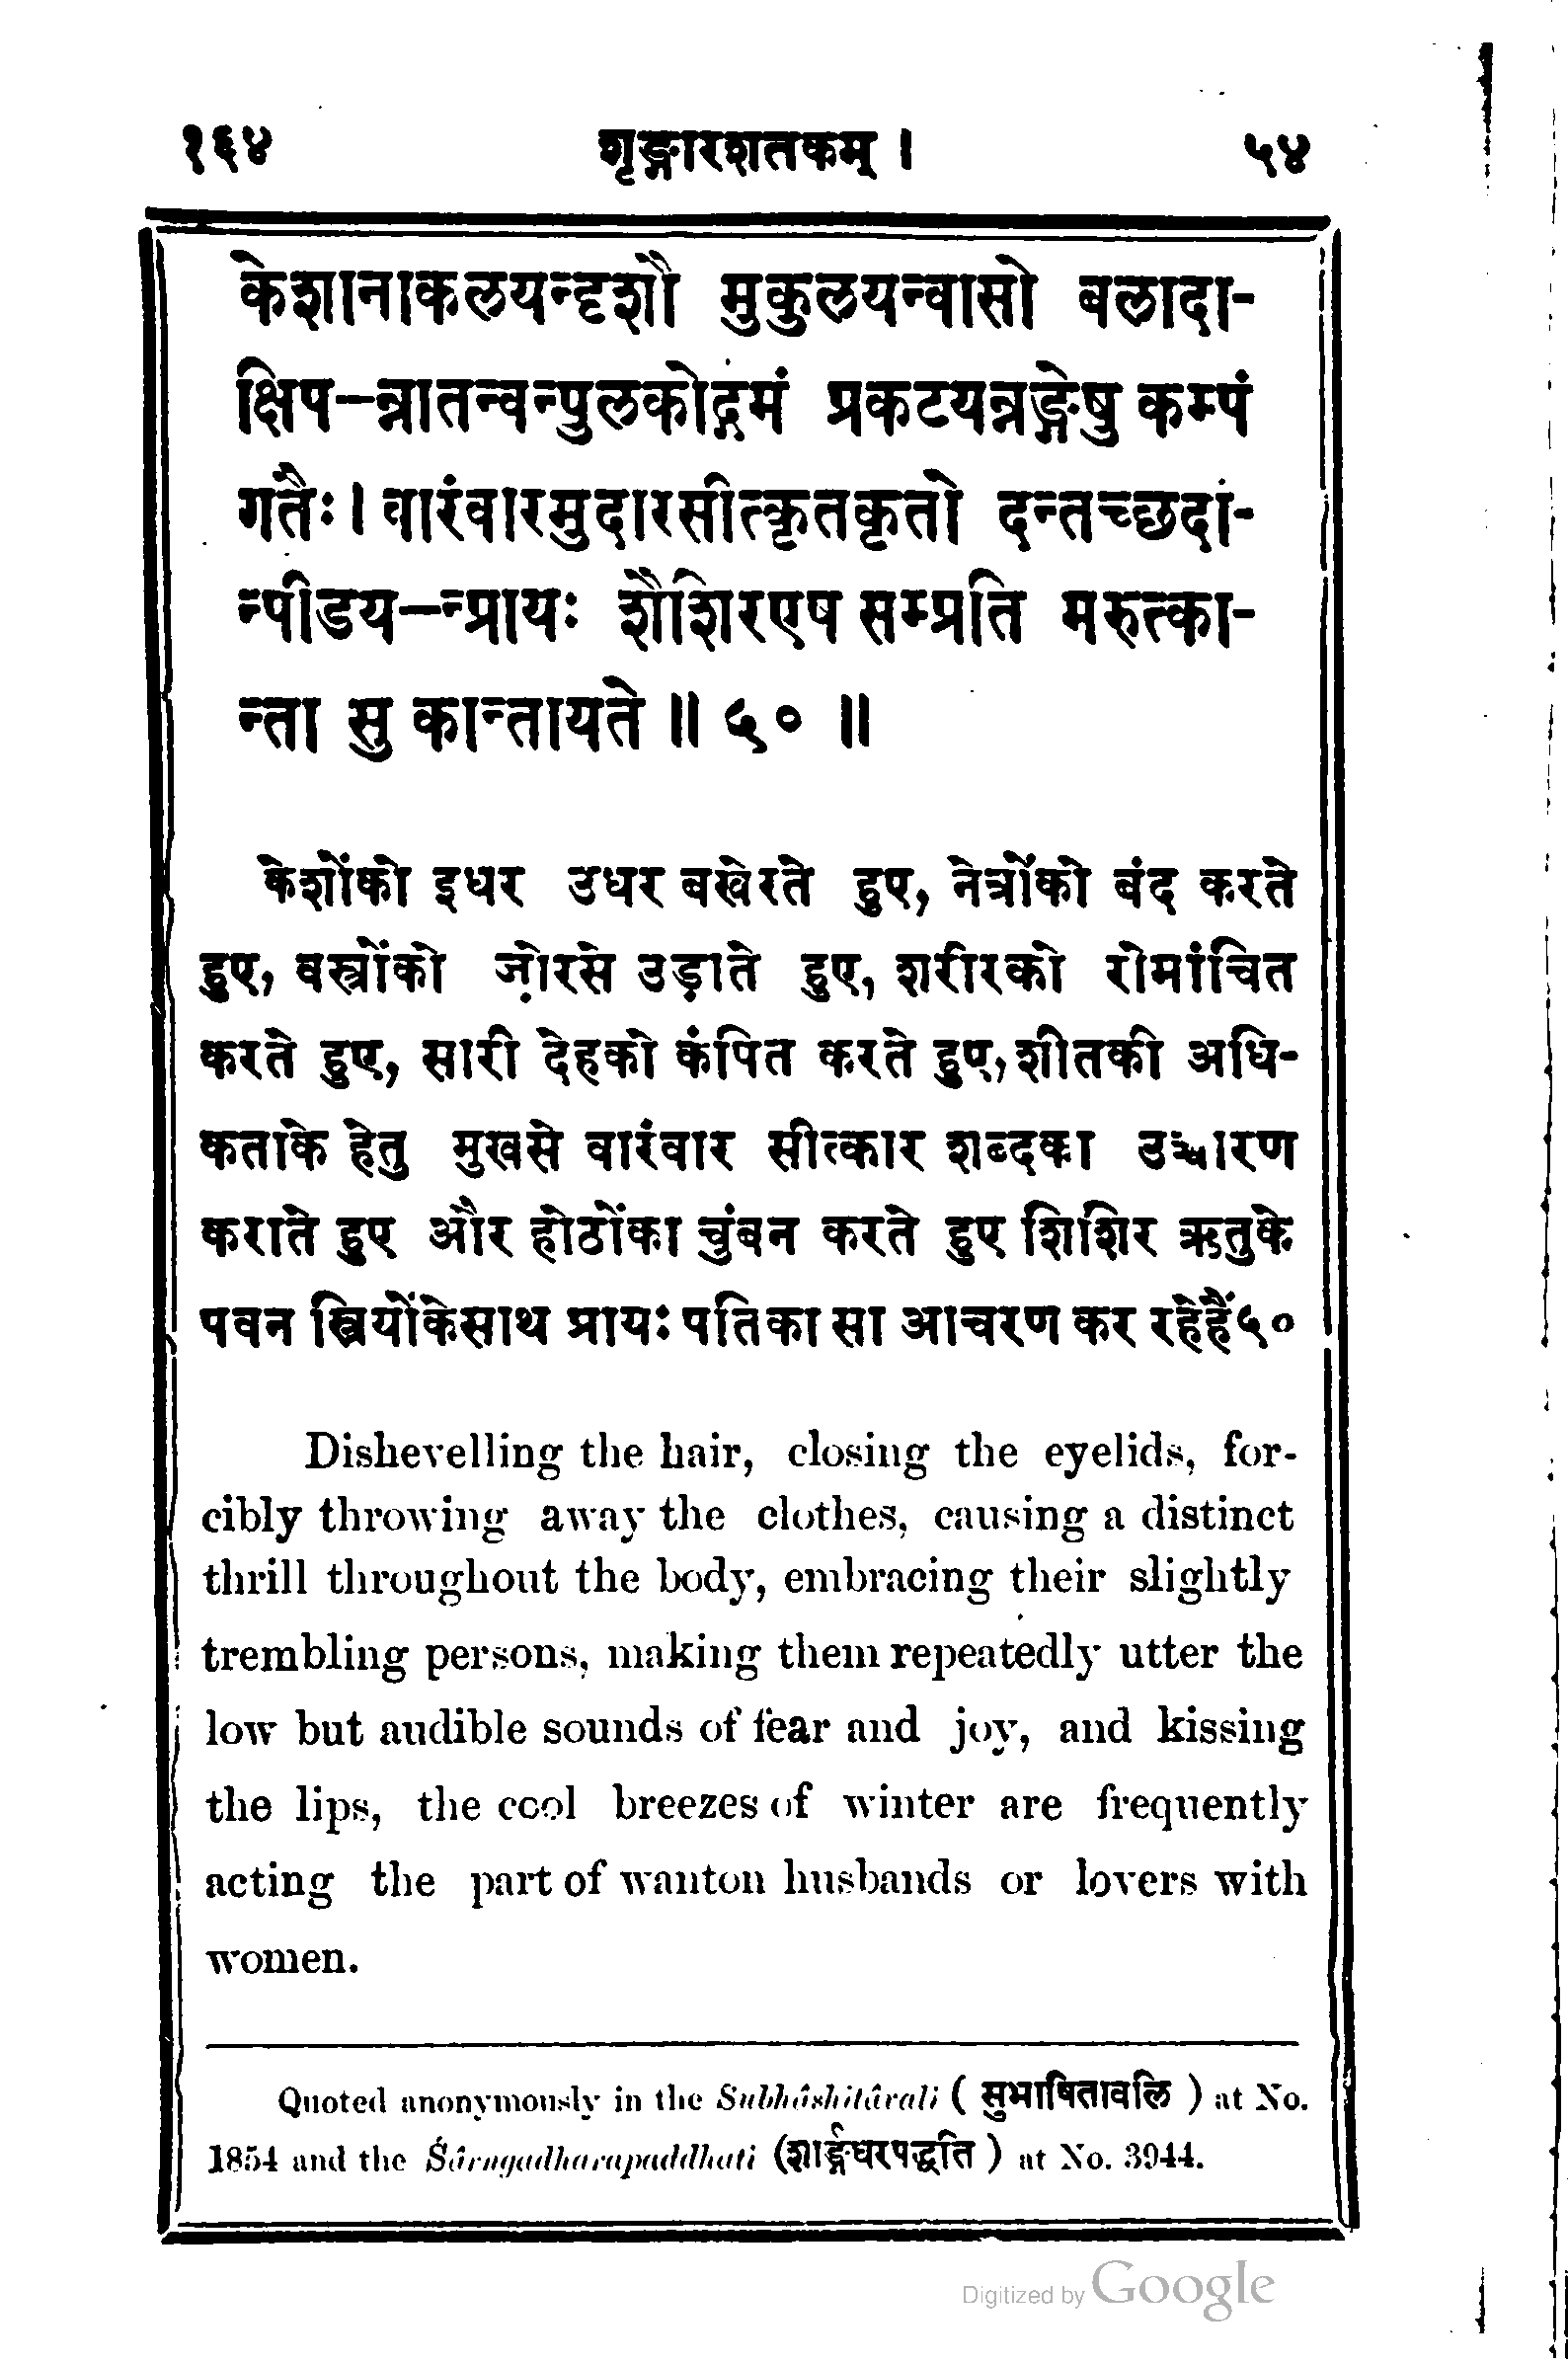 १६४ शृङ्गारशतकम् । ५४
केशानाकलयन्दृशौ मुकुलयन्वासो बलादा-
क्षिप-न्नातन्वन्पुलकोद्गमं प्रकटयन्नङ्गेषु कम्पं
गतैः। वारंवारमुदारसीत्कृतकृतो दन्तच्छदा-
न्पीडय-न्प्रायः शैशिरएष सम्प्रति मरुत्का-
न्ता सु कान्तायते ॥ ५० ॥
केशोंको इधर उधर बखेरते हुए, नेत्रोंको बंद करते
हुए, वस्त्रोंको ज़ोरसे उड़ाते हुए, शरीरको रोमांचित
करते हुए, सारी देहको कंपित करते हुए,शीतकी अधि-
कताके हेतु मुखसे वारंवार सीत्कार शब्दका उच्चारण
कराते हुए और होठोंका चुंबन करते हुए शिशिर ऋतुके
पवन स्त्रियोंकेसाथ प्रायः पतिका सा आचरण कर रहेहैं५०
Dishevelling the hair, closing the eyelids, for-
cibly throwing away the clothes, causing a distinct
thrill throughout the body, embracing their slightly
trembling persons, making them repeatedly utter the
low but audible sounds of fear and joy, and kissing
the lips, the cool breezes of winter are frequently
acting the part of wanton husbands or lovers with
women.
Quoted anonymously in the Subhâshitâvali ( सुभाषितावलि ) at No.
1854 and the Śârngadharapaddhati (शार्ङ्गधरपद्धति ) at No. 3944.
Digitized by Google